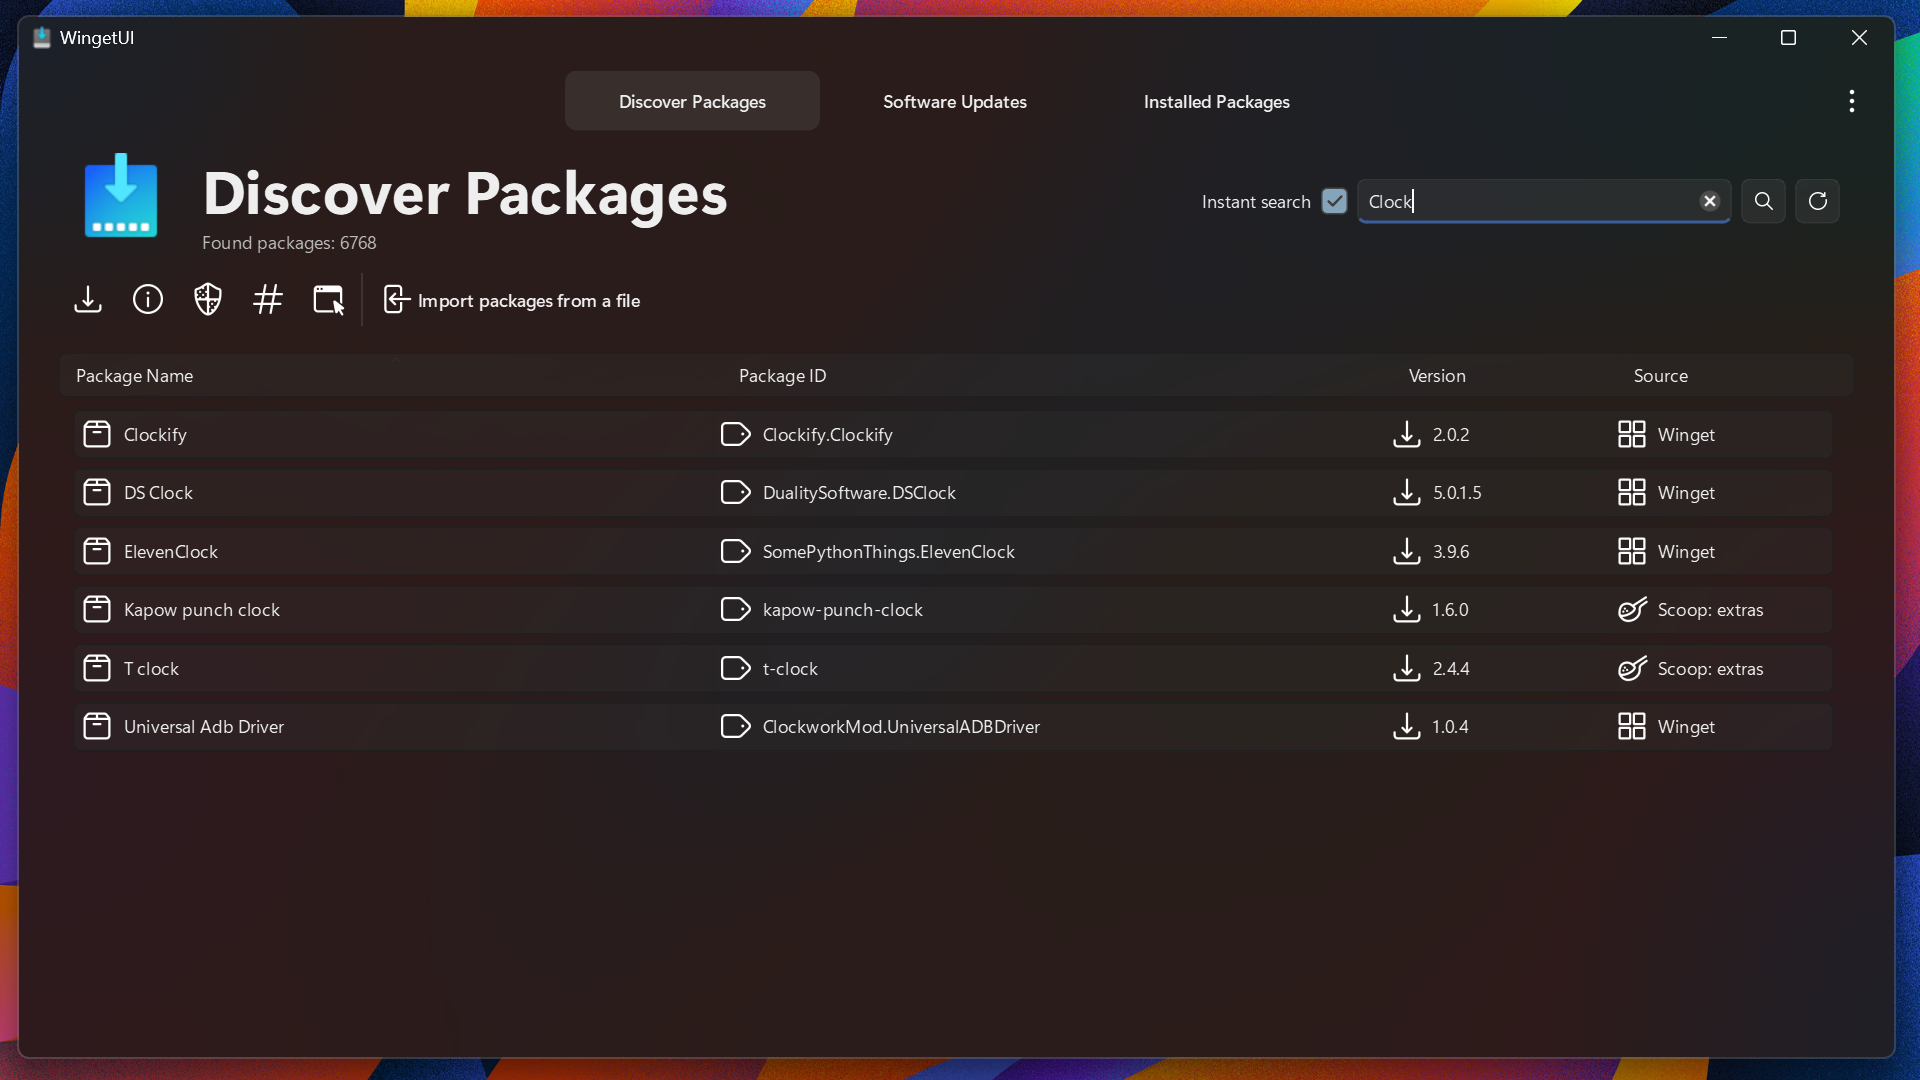 WingetUI
Discover Packages
Software Updates
Installed Packages
Discover Packages
Found packages: 6768
Instant search
Clock
Import packages from a file
Package Name Package ID Version Source
Clockify Clockify.Clockify 2.0.2 Winget
DS Clock DualitySoftware.DSClock 5.0.1.5 Winget
ElevenClock SomePythonThings.ElevenClock 3.9.6 Winget
Kapow punch clock kapow-punch-clock 1.6.0 Scoop: extras
T clock t-clock 2.4.4 Scoop: extras
Universal Adb Driver ClockworkMod.UniversalADBDriver 1.0.4 Winget